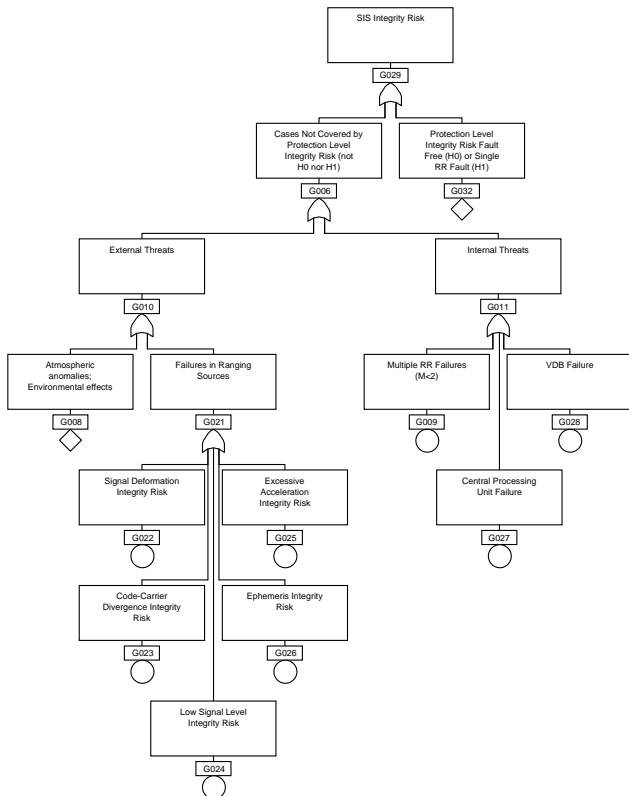 SIS Integrity Risk
G029
Cases Not Covered by
Protection Level
Integrity Risk (not
H0 nor H1)
G006
Protection Level
Integrity Risk Fault
Free (H0) or Single
RR Fault (H1)
G032
External Threats
G010
Internal Threats
G011
Atmospheric
anomalies;
Environmental effects
G008
Failures in Ranging
Sources
G021
Multiple RR Failures
(M<2)
G009
VDB Failure
G028
Signal Deformation
Integrity Risk
G022
Excessive
Acceleration
Integrity Risk
G025
Central Processing
Unit Failure
G027
Code-Carrier
Divergence Integrity
Risk
G023
Ephemeris Integrity
Risk
G026
Low Signal Level
Integrity Risk
G024